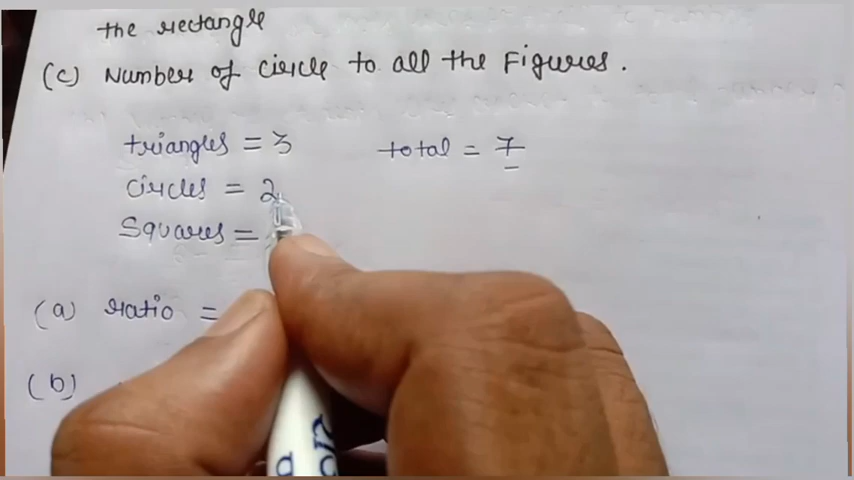 the rectangle
(c) Number of circle to all the Figures.
triangles = 3 total = 7
circles = 2
Squares =
(a) ratio =
(b)